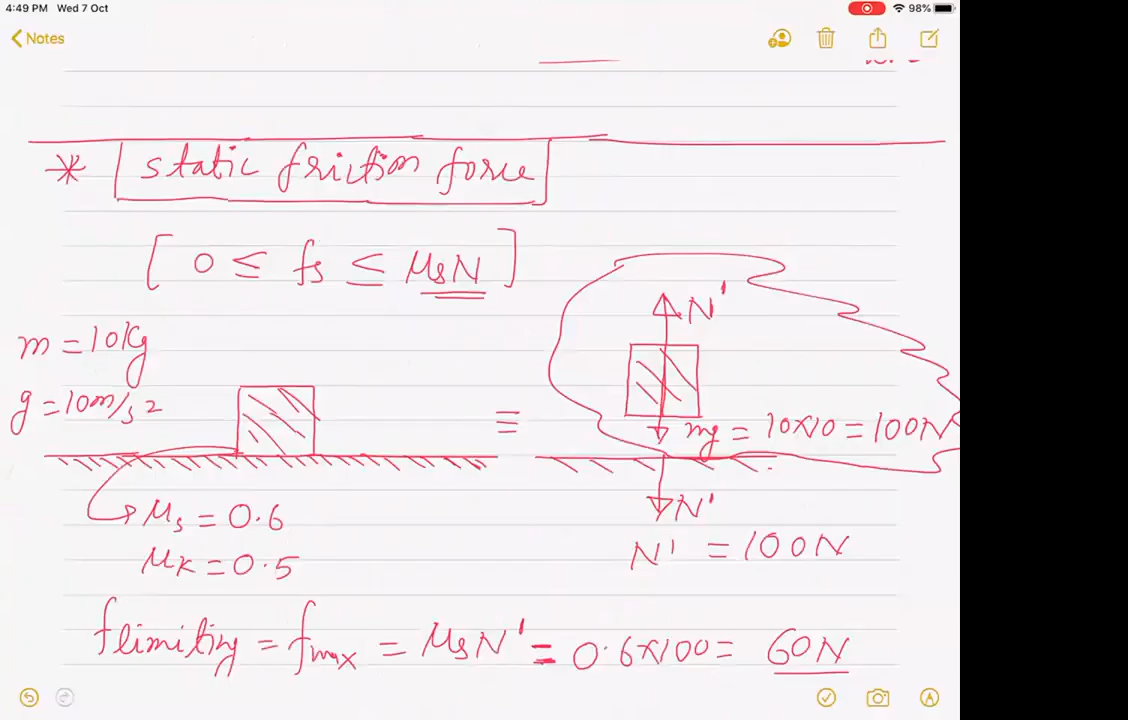 4:49 PM Wed 7 Oct
98%
Notes
* static friction force
[ 0 ≤ fs ≤ μsN ]
m = 10Kg
g = 10m/s2
≡
N'
mg = 10×10 = 100N
N'
μs = 0.6
μK = 0.5
N' = 100N
flimiting = fmax = μsN' = 0.6×100 = 60N